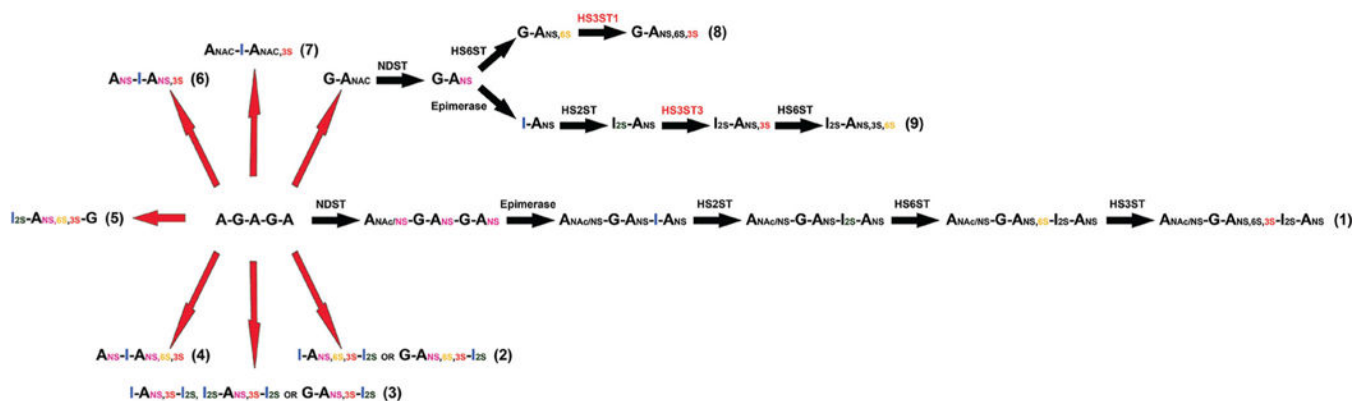 HS3ST1
G-ANS,6S G-ANS,6S,3S (8)
HS6ST
ANAC-I-ANAC,3S (7)
NDST
ANS-I-ANS,3S (6) G-ANAC G-ANS
Epimerase HS2ST HS3ST3 HS6ST
I-ANS I2S-ANS I2S-ANS,3S I2S-ANS,3S,6S (9)
NDST Epimerase HS2ST HS6ST HS3ST
I2S-ANS,6S,3S-G (5) A-G-A-G-A ANAc/NS-G-ANS-G-ANS ANAc/NS-G-ANS-I-ANS ANAc/NS-G-ANS-I2S-ANS ANAc/NS-G-ANS,6S-I2S-ANS ANAc/NS-G-ANS,6S,3S-I2S-ANS (1)
ANS-I-ANS,6S,3S (4) I-ANS,6S,3S-I2S OR G-ANS,6S,3S-I2S (2)
I-ANS,3S-I2S, I2S-ANS,3S-I2S OR G-ANS,3S-I2S (3)